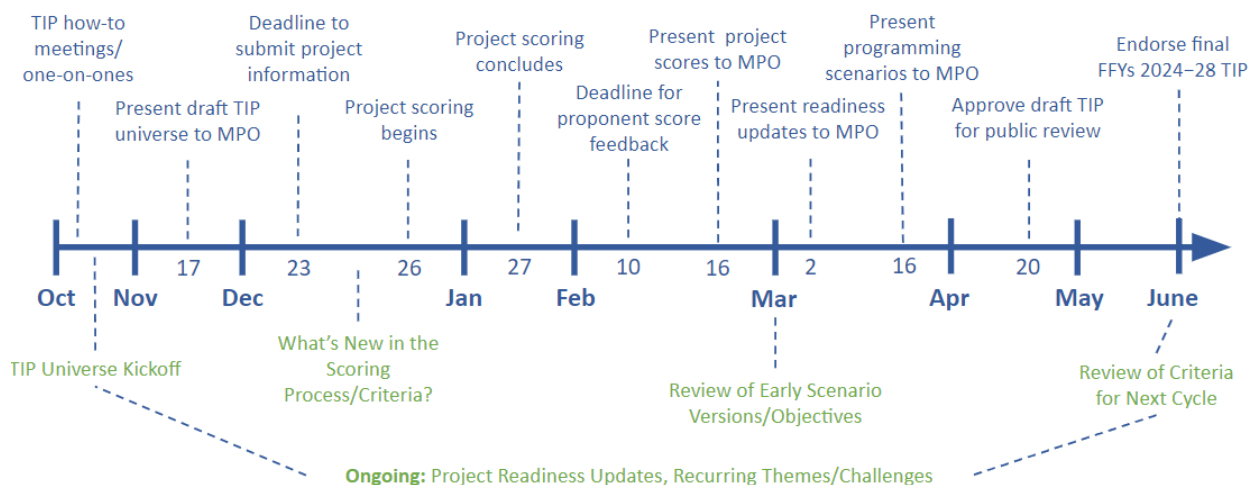 TIP how-to
meetings/
one-on-ones
Present draft TIP
universe to MPO
Deadline to
submit project
information
Project scoring
begins
Project scoring
concludes
Deadline for
proponent score
feedback
Present project
scores to MPO
Present readiness
updates to MPO
Present
programming
scenarios to MPO
Approve draft TIP
for public review
Endorse final
FFYs 2024–28 TIP
17
23
26
27
10
16
2
16
20
Oct
Nov
Dec
Jan
Feb
Mar
Apr
May
June
TIP Universe Kickoff
What's New in the
Scoring
Process/Criteria?
Review of Early Scenario
Versions/Objectives
Review of Criteria
for Next Cycle
Ongoing: Project Readiness Updates, Recurring Themes/Challenges